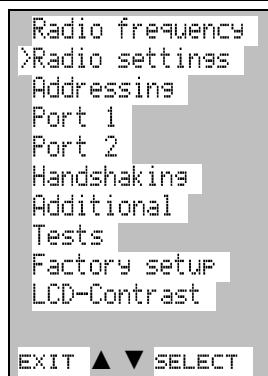 Radio frequency
>Radio settings
Addressing
Port 1
Port 2
Handshaking
Additional
Tests
Factory setup
LCD-Contrast
EXIT ▲ ▼ SELECT